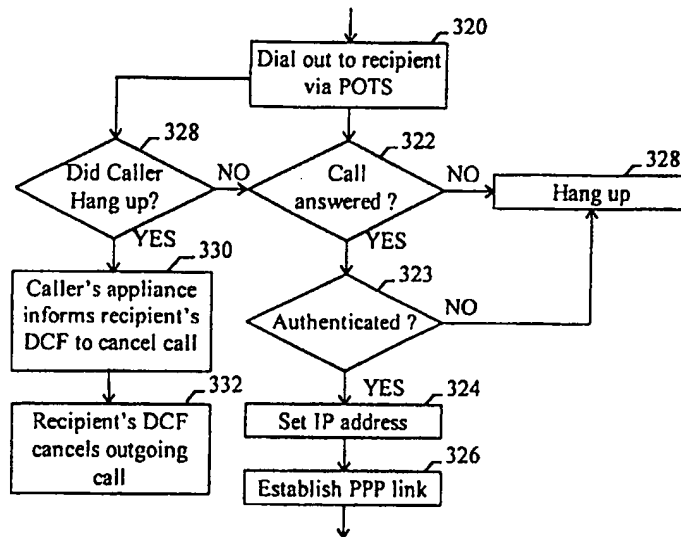 320
Dial out to recipient
via POTS
328
Did Caller
Hang up?
NO
322
Call
answered ?
NO
328
Hang up
YES
YES
330
Caller's appliance
informs recipient's
DCF to cancel call
323
Authenticated ?
NO
332
Recipient's DCF
cancels outgoing
call
YES
324
Set IP address
326
Establish PPP link